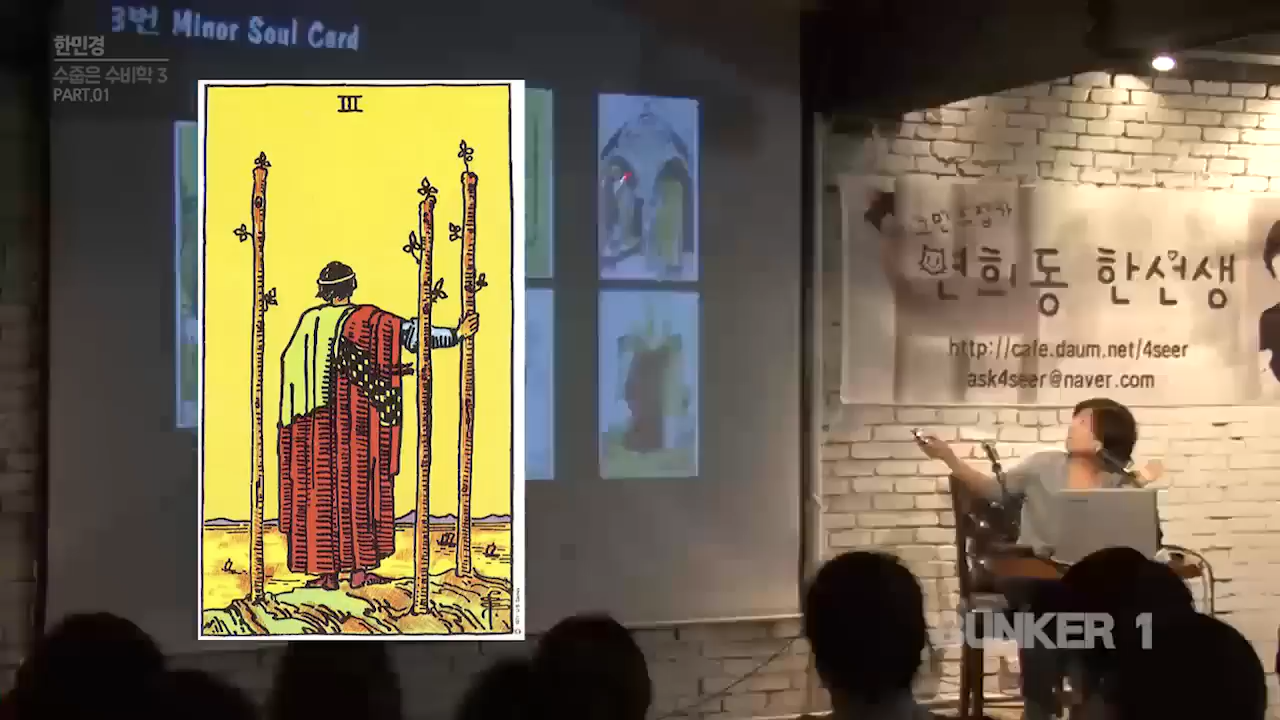 3번 Minor Soul Card
한민경
수줍은 수비학 3
PART.01
III
연희동 한선생
http://cafe.daum.net/4seer
ask4seer@naver.com
BUNKER 1